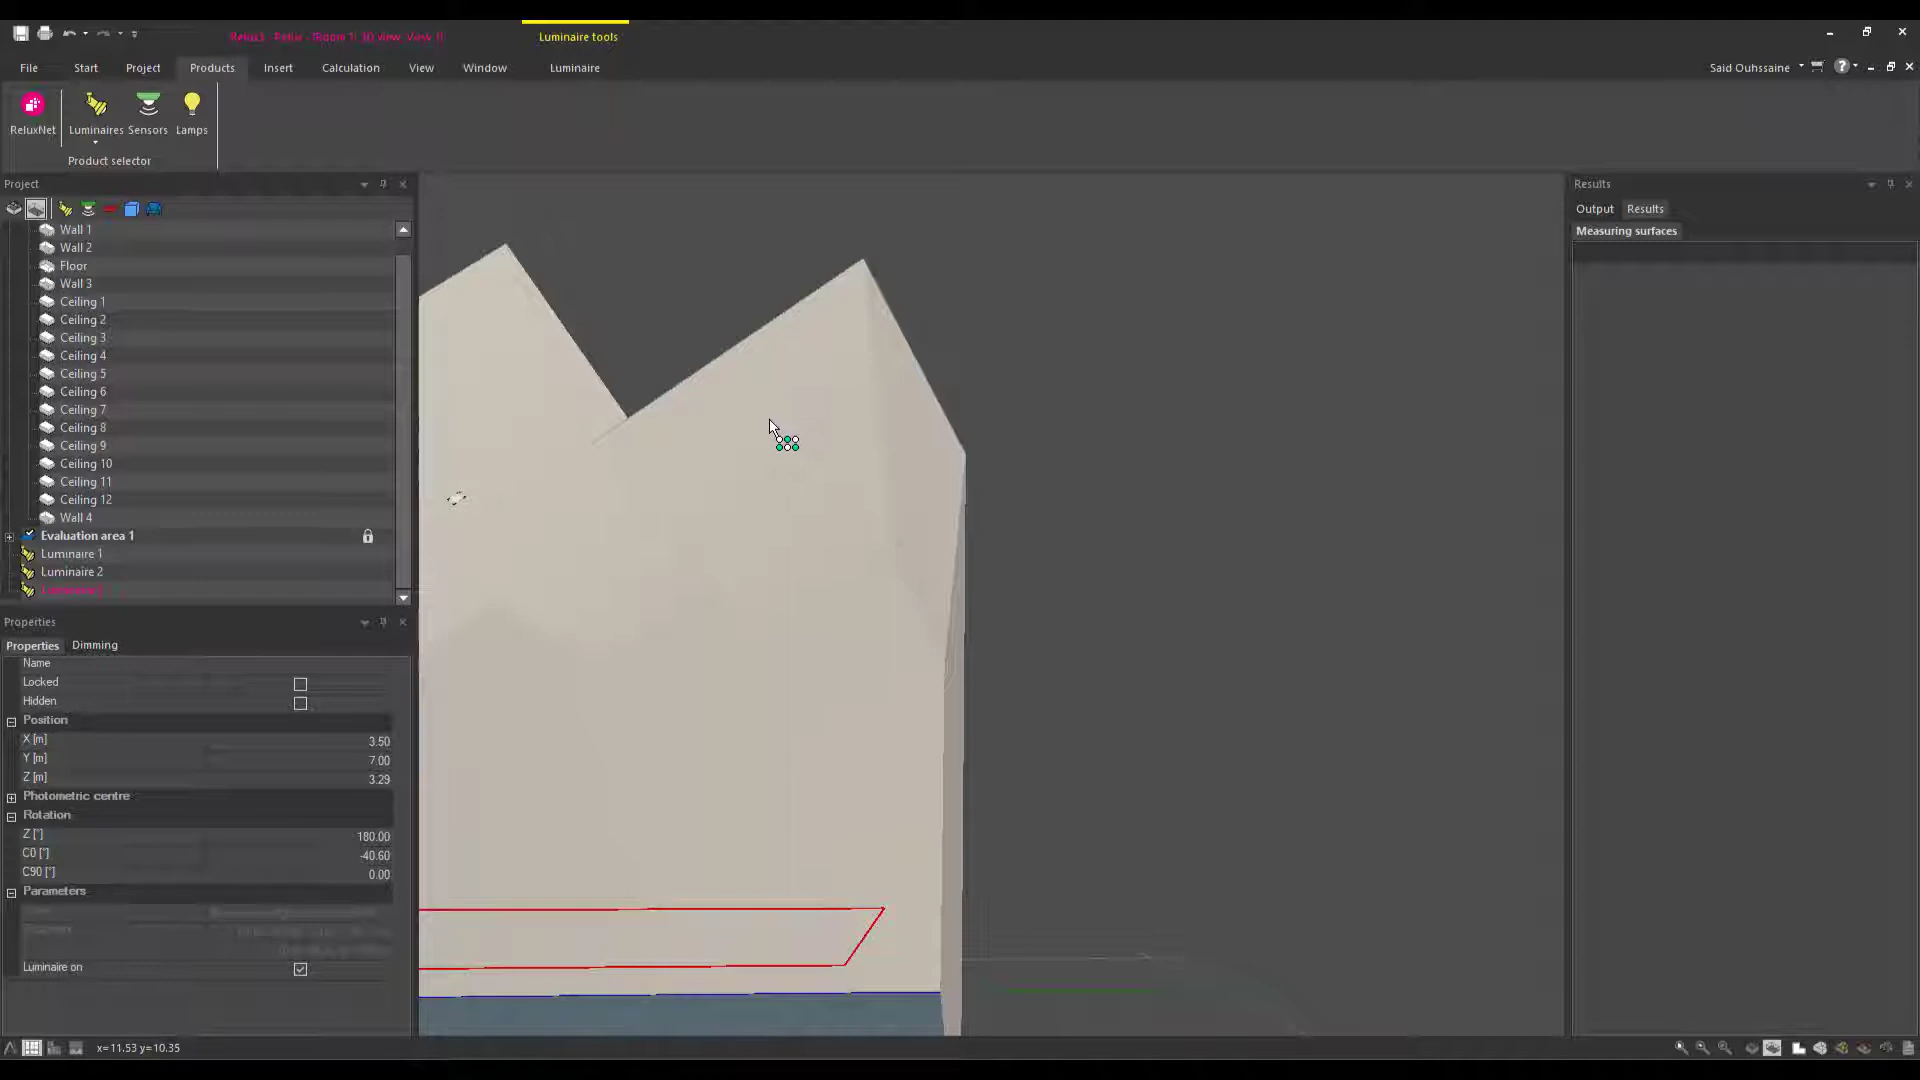 Relux1 - Relux - [Room 1: 3D View, View 1]
Luminaire tools
File
Start
Project
Products
Insert
Calculation
View
Window
Luminaire
Said Ouhssaine
ReluxNet
Luminaires
Sensors
Lamps
Product selector
Project
Wall 1
Wall 2
Floor
Wall 3
Ceiling 1
Ceiling 2
Ceiling 3
Ceiling 4
Ceiling 5
Ceiling 6
Ceiling 7
Ceiling 8
Ceiling 9
Ceiling 10
Ceiling 11
Ceiling 12
Wall 4
Evaluation area 1
Luminaire 1
Luminaire 2
Properties
Properties Dimming
Name
Locked
Hidden
Position
X [m] 3.50
Y [m] 7.00
Z [m] 3.29
Photometric centre
Rotation
Z [°] 180.00
C0 [°] -40.60
C90 [°] 0.00
Parameters
Luminaire on
x=11.53 y=10.35
Results
Output Results
Measuring surfaces